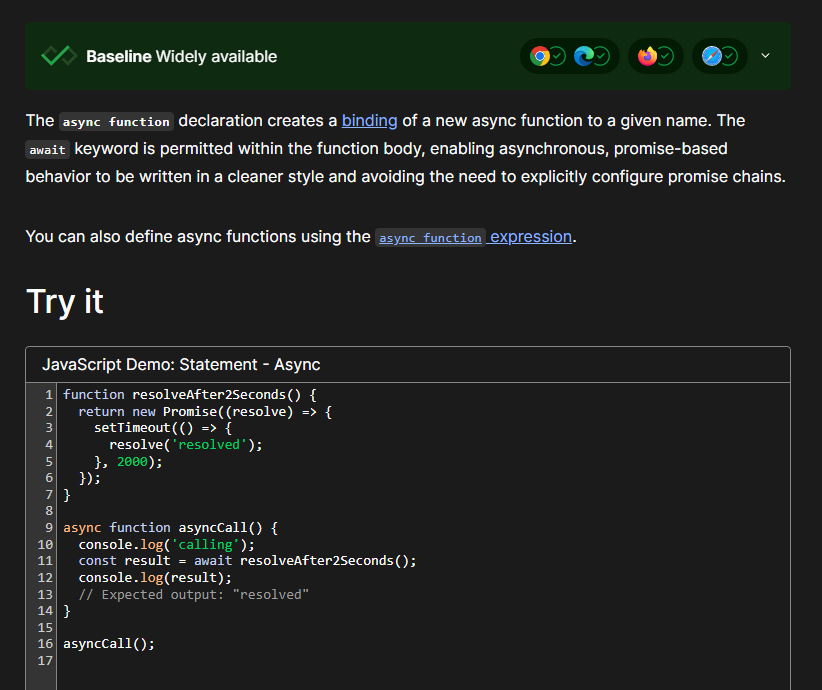 Baseline Widely available
The async function declaration creates a binding of a new async function to a given name. The
await keyword is permitted within the function body, enabling asynchronous, promise-based
behavior to be written in a cleaner style and avoiding the need to explicitly configure promise chains.
You can also define async functions using the async function expression.
Try it
JavaScript Demo: Statement - Async
1 function resolveAfter2Seconds() {
2   return new Promise((resolve) => {
3     setTimeout(() => {
4       resolve('resolved');
5     }, 2000);
6   });
7 }
8
9 async function asyncCall() {
10   console.log('calling');
11   const result = await resolveAfter2Seconds();
12   console.log(result);
13   // Expected output: "resolved"
14 }
15
16 asyncCall();
17